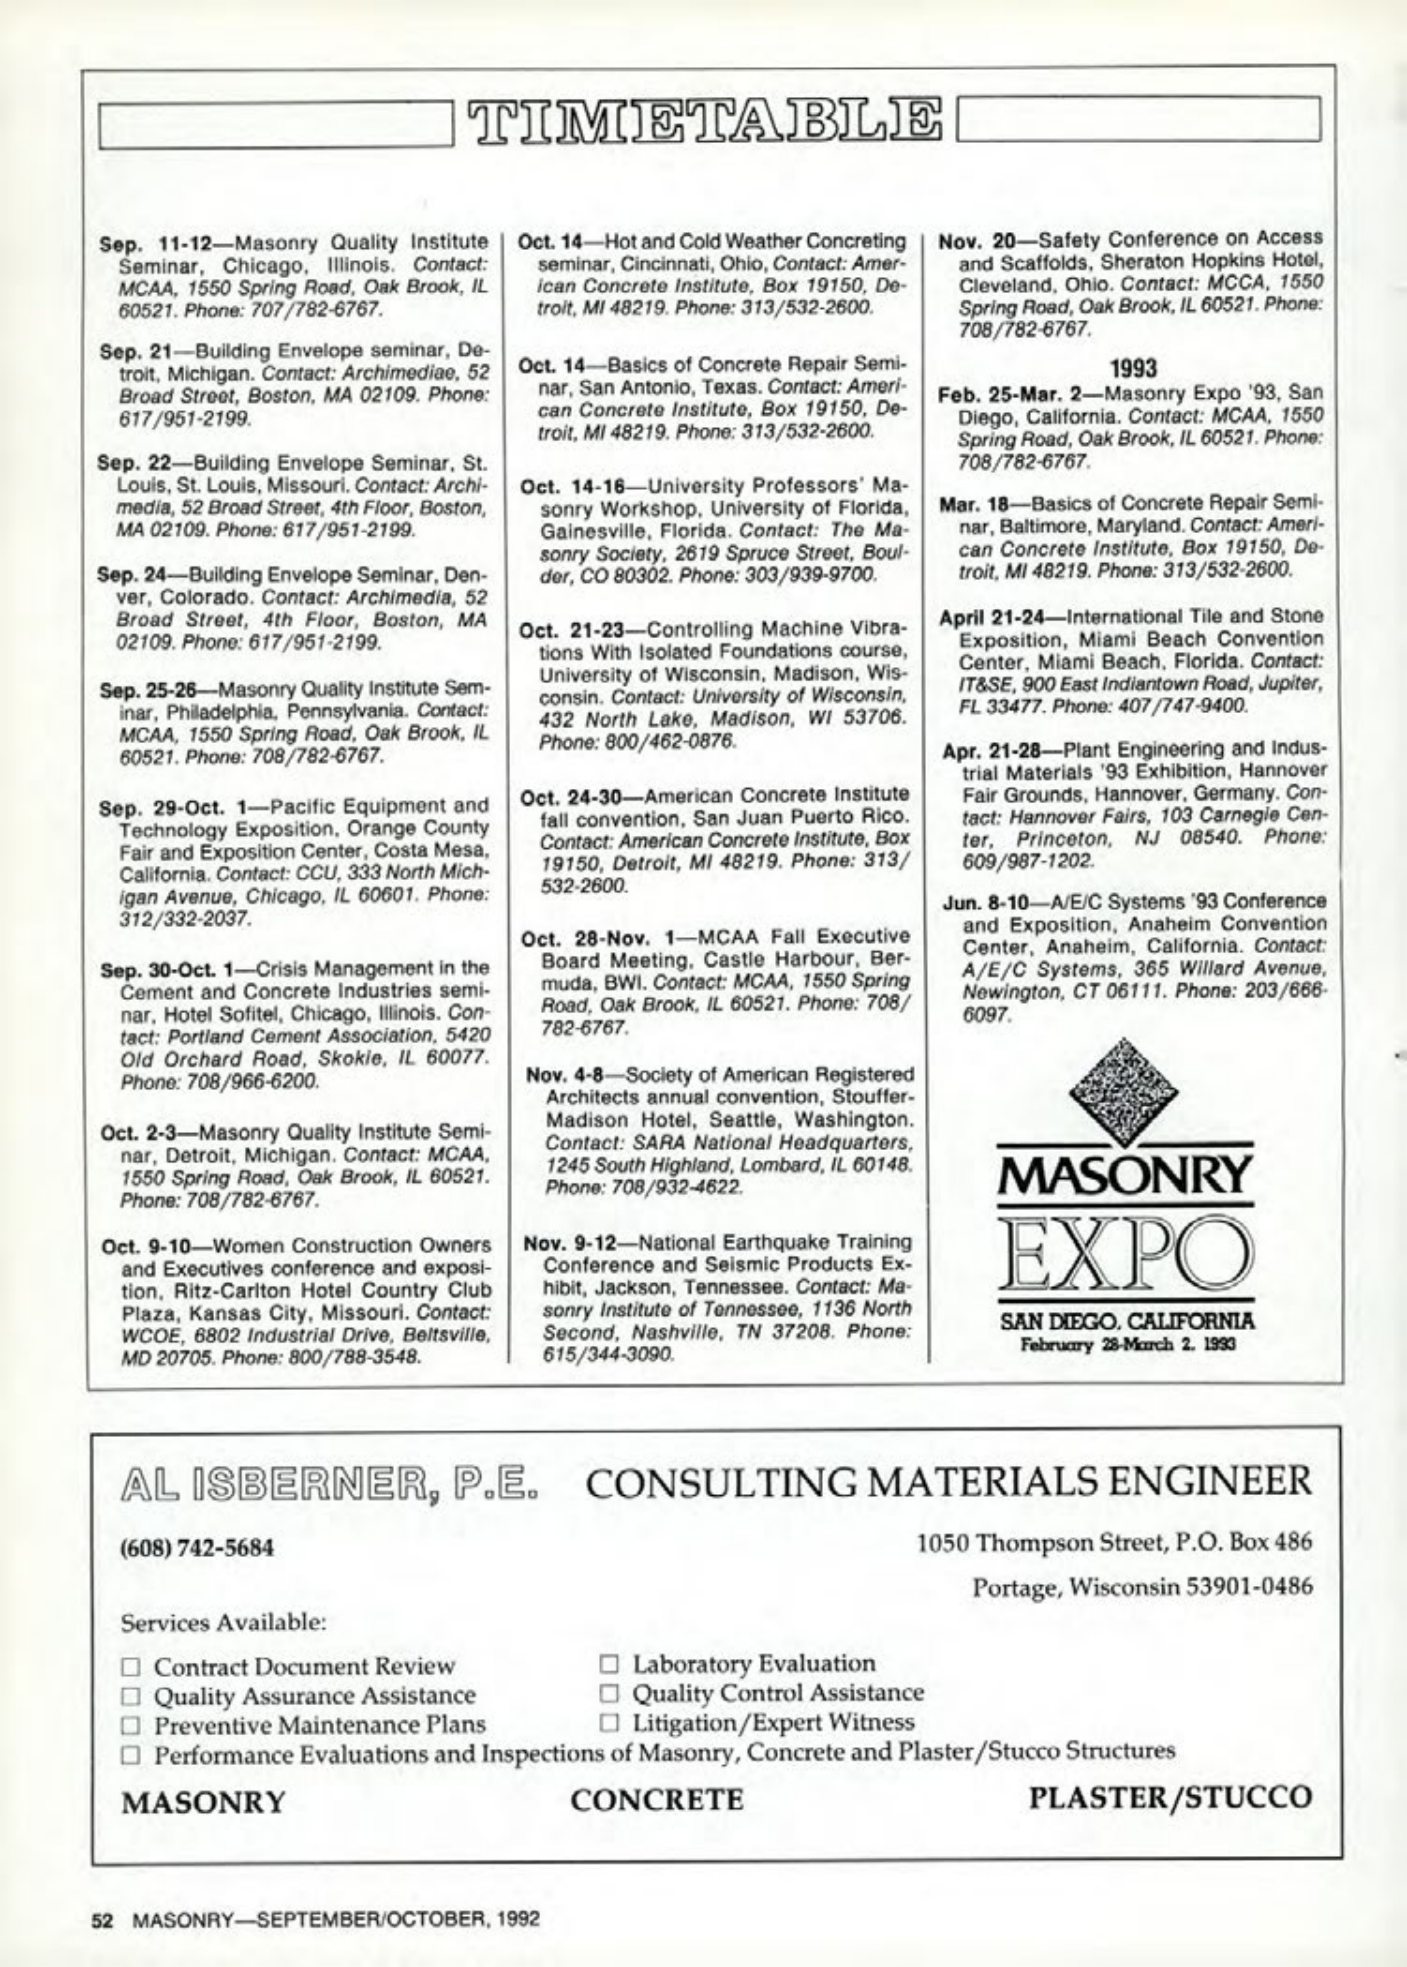 TIMETABLE
Sep. 11-12—Masonry Quality Institute
Seminar, Chicago, Illinois. Contact:
MCAA, 1550 Spring Road, Oak Brook, IL
60521. Phone: 707/782-6767.
Sep. 21—Building Envelope seminar, De-
troit, Michigan. Contact: Archimediae, 52
Broad Street, Boston, MA 02109. Phone:
617/951-2199.
Sep. 22—Building Envelope Seminar, St.
Louis, St. Louis, Missouri. Contact: Archi-
media, 52 Broad Street, 4th Floor, Boston,
MA 02109. Phone: 617/951-2199.
Sep. 24—Building Envelope Seminar, Den-
ver, Colorado. Contact: Archimedia, 52
Broad Street, 4th Floor, Boston, MA
02109. Phone: 617/951-2199.
Sep. 25-26—Masonry Quality Institute Sem-
inar, Philadelphia, Pennsylvania. Contact:
MCAA, 1550 Spring Road, Oak Brook, IL
60521. Phone: 708/782-6767.
Sep. 29-Oct. 1—Pacific Equipment and
Technology Exposition, Orange County
Fair and Exposition Center, Costa Mesa,
California. Contact: CCU, 333 North Mich-
igan Avenue, Chicago, IL 60601. Phone:
312/332-2037.
Sep. 30-Oct. 1—Crisis Management in the
Cement and Concrete Industries semi-
nar, Hotel Sofitel, Chicago, Illinois. Con-
tact: Portland Cement Association, 5420
Old Orchard Road, Skokie, IL 60077.
Phone: 708/966-6200.
Oct. 2-3—Masonry Quality Institute Semi-
nar, Detroit, Michigan. Contact: MCAA,
1550 Spring Road, Oak Brook, IL 60521.
Phone: 708/782-6767.
Oct. 9-10—Women Construction Owners
and Executives conference and exposi-
tion, Ritz-Carlton Hotel Country Club
Plaza, Kansas City, Missouri. Contact:
WCOE, 6802 Industrial Drive, Beltsville,
MD 20705. Phone: 800/788-3548.
Oct. 14—Hot and Cold Weather Concreting
seminar, Cincinnati, Ohio, Contact: Amer-
ican Concrete Institute, Box 19150, De-
troit, MI 48219. Phone: 313/532-2600.
Oct. 14—Basics of Concrete Repair Semi-
nar, San Antonio, Texas. Contact: Ameri-
can Concrete Institute, Box 19150, De-
troit, MI 48219. Phone: 313/532-2600.
Oct. 14-16—University Professors' Ma-
sonry Workshop, University of Florida,
Gainesville, Florida. Contact: The Ma-
sonry Society, 2619 Spruce Street, Boul-
der, CO 80302. Phone: 303/939-9700.
Oct. 21-23—Controlling Machine Vibra-
tions With Isolated Foundations course,
University of Wisconsin, Madison, Wis-
consin. Contact: University of Wisconsin,
432 North Lake, Madison, WI 53706.
Phone: 800/462-0876.
Oct. 24-30—American Concrete Institute
fall convention, San Juan Puerto Rico.
Contact: American Concrete Institute, Box
19150, Detroit, MI 48219. Phone: 313/
532-2600.
Oct. 28-Nov. 1—MCAA Fall Executive
Board Meeting, Castle Harbour, Ber-
muda, BWI. Contact: MCAA, 1550 Spring
Road, Oak Brook, IL 60521. Phone: 708/
782-6767.
Nov. 4-8—Society of American Registered
Architects annual convention, Stouffer-
Madison Hotel, Seattle, Washington.
Contact: SARA National Headquarters,
1245 South Highland, Lombard, IL 60148.
Phone: 708/932-4622.
Nov. 9-12—National Earthquake Training
Conference and Seismic Products Ex-
hibit, Jackson, Tennessee. Contact: Ma-
sonry Institute of Tennessee, 1136 North
Second, Nashville, TN 37208. Phone:
615/344-3090.
Nov. 20—Safety Conference on Access
and Scaffolds, Sheraton Hopkins Hotel,
Cleveland, Ohio. Contact: MCCA, 1550
Spring Road, Oak Brook, IL 60521. Phone:
708/782-6767.
1993
Feb. 25-Mar. 2—Masonry Expo '93, San
Diego, California. Contact: MCAA, 1550
Spring Road, Oak Brook, IL 60521. Phone:
708/782-6767.
Mar. 18—Basics of Concrete Repair Semi-
nar, Baltimore, Maryland. Contact: Ameri-
can Concrete Institute, Box 19150, De-
troit, MI 48219. Phone: 313/532-2600.
April 21-24—International Tile and Stone
Exposition, Miami Beach Convention
Center, Miami Beach, Florida. Contact:
IT&SE, 900 East Indiantown Road, Jupiter,
FL 33477. Phone: 407/747-9400.
Apr. 21-28—Plant Engineering and Indus-
trial Materials '93 Exhibition, Hannover
Fair Grounds, Hannover, Germany. Con-
tact: Hannover Fairs, 103 Carnegie Cen-
ter, Princeton, NJ 08540. Phone:
609/987-1202.
Jun. 8-10—A/E/C Systems '93 Conference
and Exposition, Anaheim Convention
Center, Anaheim, California. Contact:
A/E/C Systems, 365 Willard Avenue,
Newington, CT 06111. Phone: 203/666-
6097.
MASONRY
EXPO
SAN DIEGO, CALIFORNIA
February 28-March 2, 1993
AL ISBERNER, P.E. CONSULTING MATERIALS ENGINEER
(608) 742-5684
1050 Thompson Street, P.O. Box 486
Portage, Wisconsin 53901-0486
Services Available:
☐ Contract Document Review
☐ Laboratory Evaluation
☐ Quality Assurance Assistance
☐ Quality Control Assistance
☐ Preventive Maintenance Plans
☐ Litigation/Expert Witness
☐ Performance Evaluations and Inspections of Masonry, Concrete and Plaster/Stucco Structures
MASONRY CONCRETE PLASTER/STUCCO
52 MASONRY—SEPTEMBER/OCTOBER, 1992